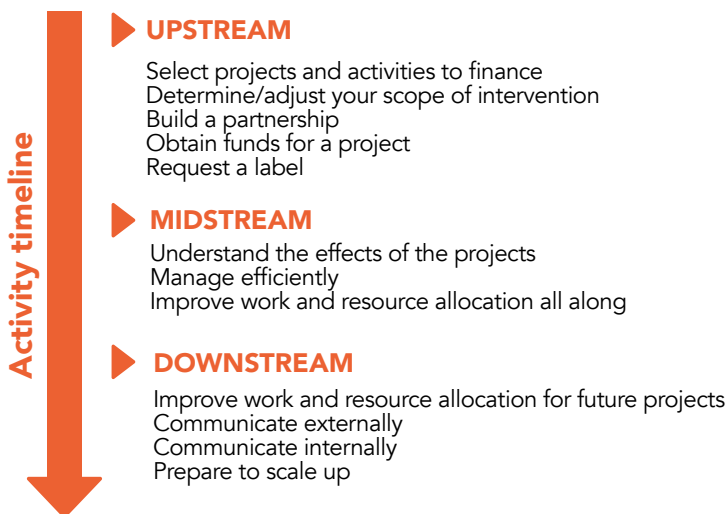 Activity timeline
UPSTREAM
Select projects and activities to finance
Determine/adjust your scope of intervention
Build a partnership
Obtain funds for a project
Request a label
MIDSTREAM
Understand the effects of the projects
Manage efficiently
Improve work and resource allocation all along
DOWNSTREAM
Improve work and resource allocation for future projects
Communicate externally
Communicate internally
Prepare to scale up